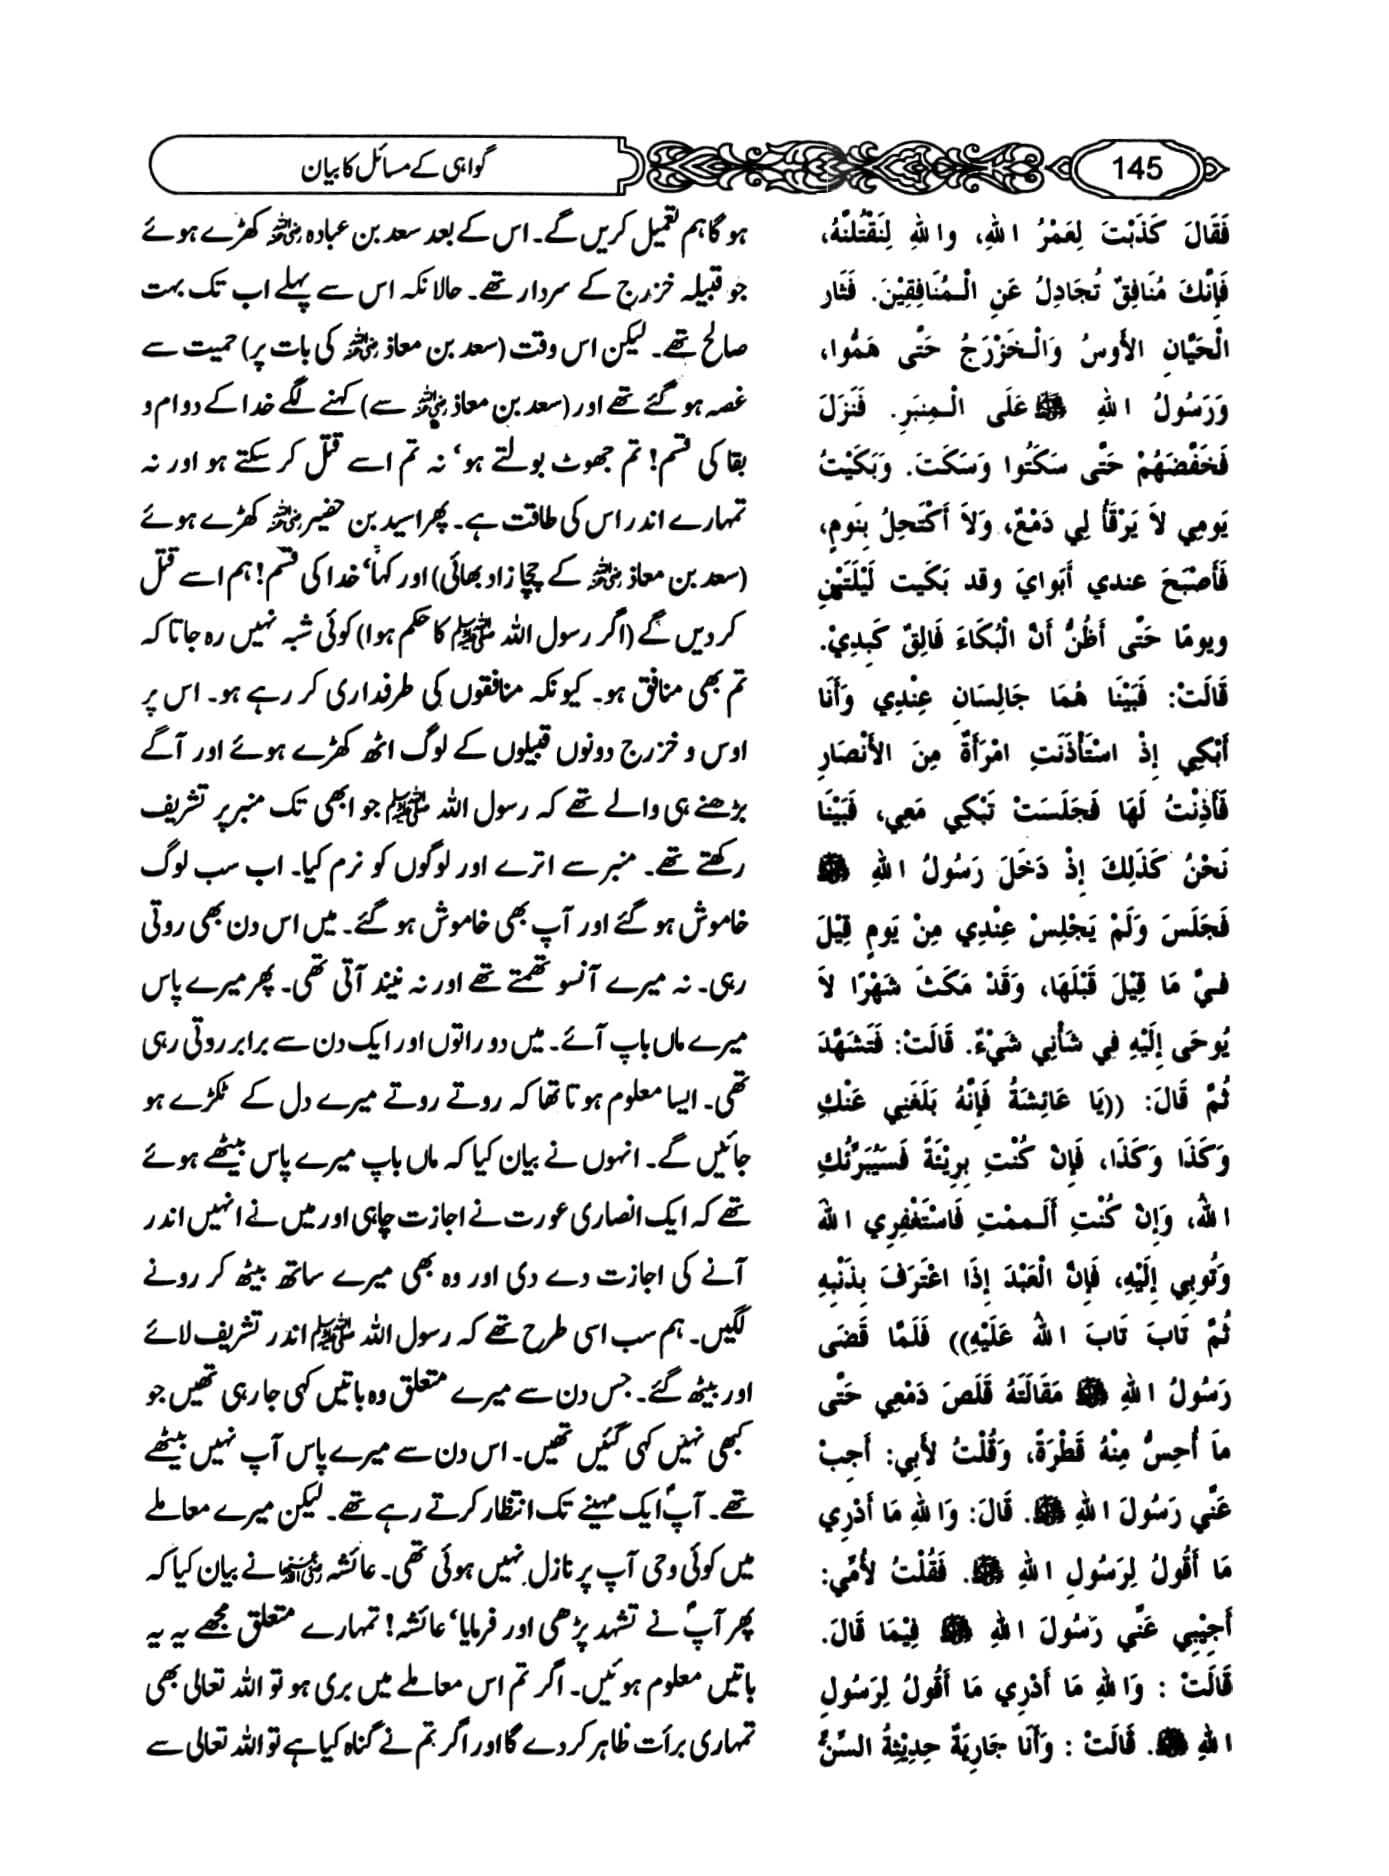 145
گواہی کے مسائل کا بیان
فَقَالَ كَذَبْتَ لِعَمْرُ اللهِ، واللهِ لِنَقْتُلنَّهُ،
فَإِنَّكَ مُنَافِقٌ تُجَادِلُ عَنِ الْـمُنَافِقِيْنَ. فَثَار
الْحَيَّانِ الأَوسُ وَالْـخَزْرَجُ حَتَّى هَمُّوا،
وَرَسُولُ اللهِ ﷺ عَلَى الْـمِنبَرِ. فَنَزَلَ
فَخَفَّضَهُمْ حَتَّى سَكَتُوا وَسَكَتَ. وَبَكَيْتُ
يَومِي لاَ يَرْقَأُ لِي دَمْعٌ، وَلاَ أَكْتَحِلُ بِنَومٍ،
فَأَصْبَحَ عندي أَبَوايَ وقد بَكَيت لَيْلَتَيْنِ
ويومًا حَتَّى أَظُنُّ أَنَّ الْبُكَاءَ فَالِقٌ كَبِدِيْ.
قَالَتْ: فَبَيْنَا هُمَا جَالِسَانِ عِنْدِي وَأَنَا
أَبْكِي إِذْ اسْتَأْذَنَتِ امْرَأَةٌ مِنَ الأَنْصَارِ
فَأَذِنْتُ لَهَا فَجَلَسَتْ تَبْكِي مَعِي، فَبَيْنَا
نَحْنُ كَذَلِكَ إِذْ دَخَلَ رَسُولُ اللهِ ﷺ
فَجَلَسَ وَلَمْ يَجْلِسْ عِنْدِي مِنْ يَومِ قِيْلَ
فِيَّ مَا قِيْلَ قَبْلَهَا، وَقَدْ مَكَثَ شَهْرًا لاَ
يُوحَى إِلَيْهِ فِي شَأنِي شَيْءٌ. قَالَتْ: فَتَشَهَّدَ
ثُمَّ قَالَ: ((يَا عَائِشَةُ فَإِنَّهُ بَلَغَنِي عَنْكِ
وَكَذَا وَكَذَا، فَإِنْ كُنْتِ بِرِيْئَةً فَسَيُبَرِّئُكِ
اللهُ، وَإِنْ كُنْتِ أَلَـممْتِ فَاسْتَغْفِرِي اللهَ
وَتُوبِي إِلَيْهِ، فَإِنَّ الْعَبْدَ إِذَا اعْتَرَفَ بِذَنْبِهِ
ثُمَّ تَابَ تَابَ اللهُ عَلَيْهِ)) فَلَمَّا قَضَى
رَسُولُ اللهِ ﷺ مَقَالَتَهُ قَلَصَ دَمْعِي حَتَّى
مَا أُحِسُّ مِنْهُ قَطْرَةً، وَقُلْتُ لأَبِي: أَجِبْ
عَنِّي رَسُولَ اللهِ ﷺ. قَالَ: وَاللهِ مَا أَدْرِي
مَا أَقُولُ لِرَسُولِ اللهِ ﷺ. فَقُلْتُ لأُمِّي:
أَجِيْبِي عَنِّي رَسُولَ اللهِ ﷺ فِيْمَا قَالَ.
قَالَتْ : وَاللهِ مَا أَدْرِي مَا أَقُولُ لِرَسُولِ
اللهِ ﷺ. قَالَتْ : وَأَنَا جَارِيَةٌ حِدِيْثِةُ السِّنِّ
ہو گا ہم تعمیل کریں گے۔ اس کے بعد سعد بن عبادہ رضی اللہ عنہ کھڑے ہوئے
جو قبیلہ خزرج کے سردار تھے۔ حالانکہ اس سے پہلے اب تک بہت
صالح تھے۔ لیکن اس وقت (سعد بن معاذ رضی اللہ عنہ کی بات پر) حمیت سے
غصہ ہو گئے تھے اور (سعد بن معاذ رضی اللہ عنہ سے) کہنے لگے خدا کے دوام و
بقا کی قسم! تم جھوٹ بولتے ہو‘ نہ تم اسے قتل کر سکتے ہو اور نہ
تمہارے اندر اس کی طاقت ہے۔ پھر اسید بن حضیر رضی اللہ عنہ کھڑے ہوئے
(سعد بن معاذ رضی اللہ عنہ کے چچا زاد بھائی) اور کہا‘ خدا کی قسم! ہم اسے قتل
کر دیں گے (اگر رسول اللہ ﷺ کا حکم ہوا) کوئی شبہ نہیں رہ جاتا کہ
تم بھی منافق ہو۔ کیونکہ منافقوں کی طرفداری کر رہے ہو۔ اس پر
اوس و خزرج دونوں قبیلوں کے لوگ اٹھ کھڑے ہوئے اور آگے
بڑھنے ہی والے تھے کہ رسول اللہ ﷺ جو ابھی تک منبر پر تشریف
رکھتے تھے۔ منبر سے اترے اور لوگوں کو نرم کیا۔ اب سب لوگ
خاموش ہو گئے اور آپ بھی خاموش ہو گئے۔ میں اس دن بھی روتی
رہی۔ نہ میرے آنسو تھمتے تھے اور نہ نیند آتی تھی۔ پھر میرے پاس
میرے ماں باپ آئے۔ میں دو راتوں اور ایک دن سے برابر روتی رہی
تھی۔ ایسا معلوم ہوتا تھا کہ روتے روتے میرے دل کے ٹکڑے ہو
جائیں گے۔ انہوں نے بیان کیا کہ ماں باپ میرے پاس بیٹھے ہوئے
تھے کہ ایک انصاری عورت نے اجازت چاہی اور میں نے انہیں اندر
آنے کی اجازت دے دی اور وہ بھی میرے ساتھ بیٹھ کر رونے
لگیں۔ ہم سب اسی طرح تھے کہ رسول اللہ ﷺ اندر تشریف لائے
اور بیٹھ گئے۔ جس دن سے میرے متعلق وہ باتیں کہی جا رہی تھیں جو
کبھی نہیں کہی گئیں تھیں۔ اس دن سے میرے پاس آپ نہیں بیٹھے
تھے۔ آپؐ ایک مہینے تک انتظار کرتے رہے تھے۔ لیکن میرے معاملے
میں کوئی وحی آپ پر نازل نہیں ہوئی تھی۔ عائشہ رضی اللہ عنہا نے بیان کیا کہ
پھر آپؐ نے تشہد پڑھی اور فرمایا‘ عائشہ! تمہارے متعلق مجھے یہ یہ
باتیں معلوم ہوئیں۔ اگر تم اس معاملے میں بری ہو تو اللہ تعالی بھی
تمہاری برأت ظاہر کر دے گا اور اگر تم نے گناہ کیا ہے تو اللہ تعالی سے